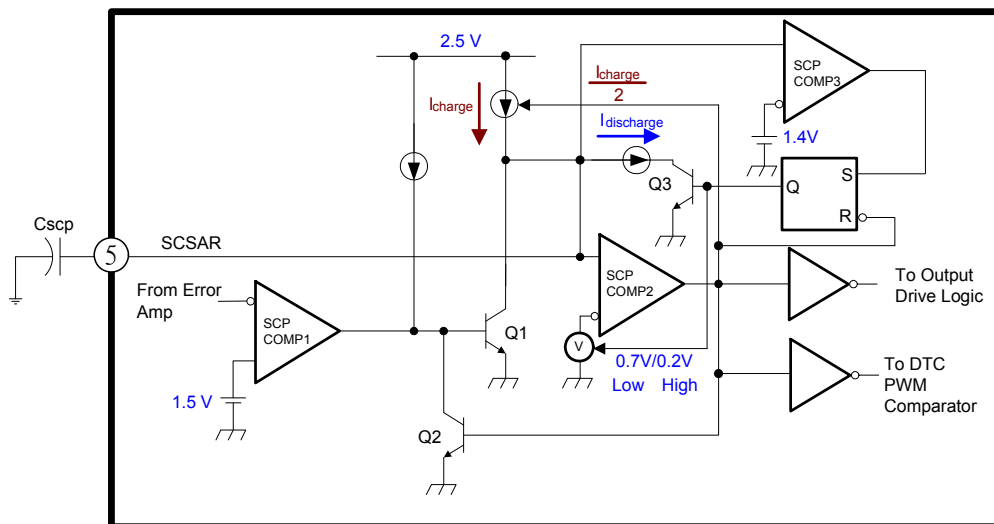 2.5 V
Icharge
Icharge
2
Idischarge
SCP
COMP3
1.4V
Q3
Q
S
R
Cscp
5
SCSAR
From Error
Amp
SCP
COMP1
1.5 V
Q1
SCP
COMP2
V
0.7V/0.2V
Low High
To Output
Drive Logic
To DTC
PWM
Comparator
Q2